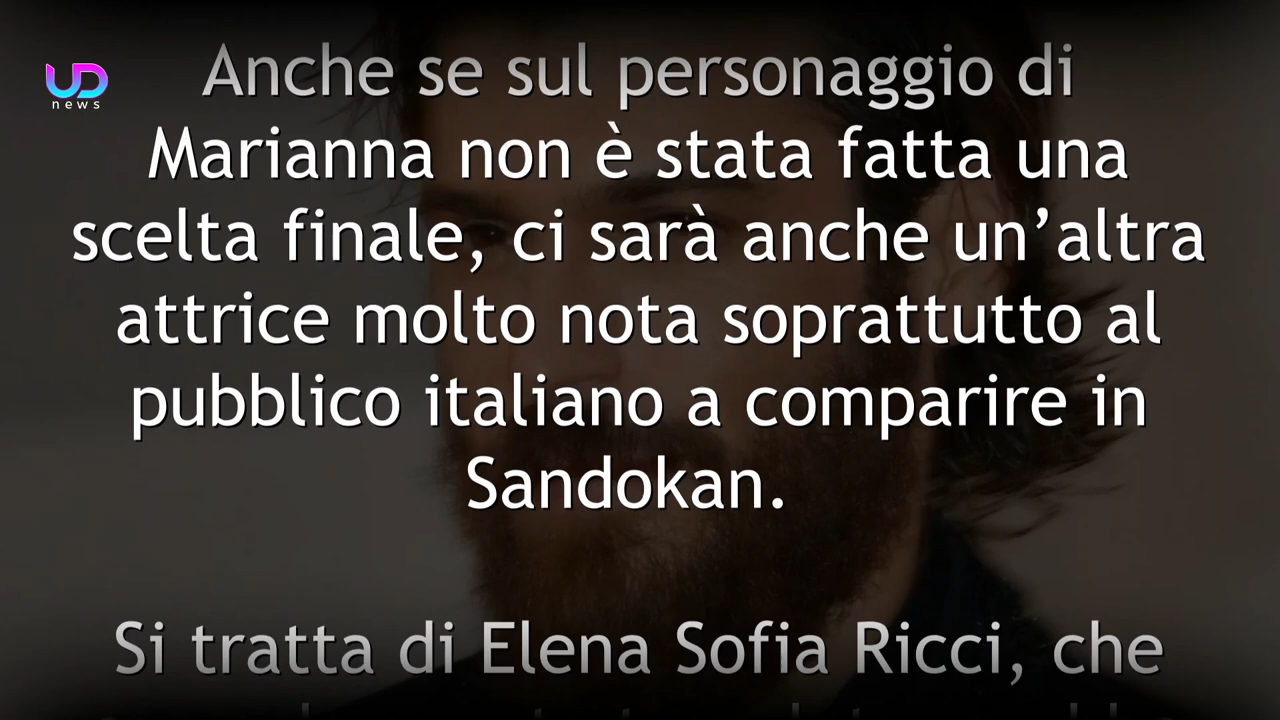 UD
news
Anche se sul personaggio di
Marianna non è stata fatta una
scelta finale, ci sarà anche un’altra
attrice molto nota soprattutto al
pubblico italiano a comparire in
Sandokan.
Si tratta di Elena Sofia Ricci, che